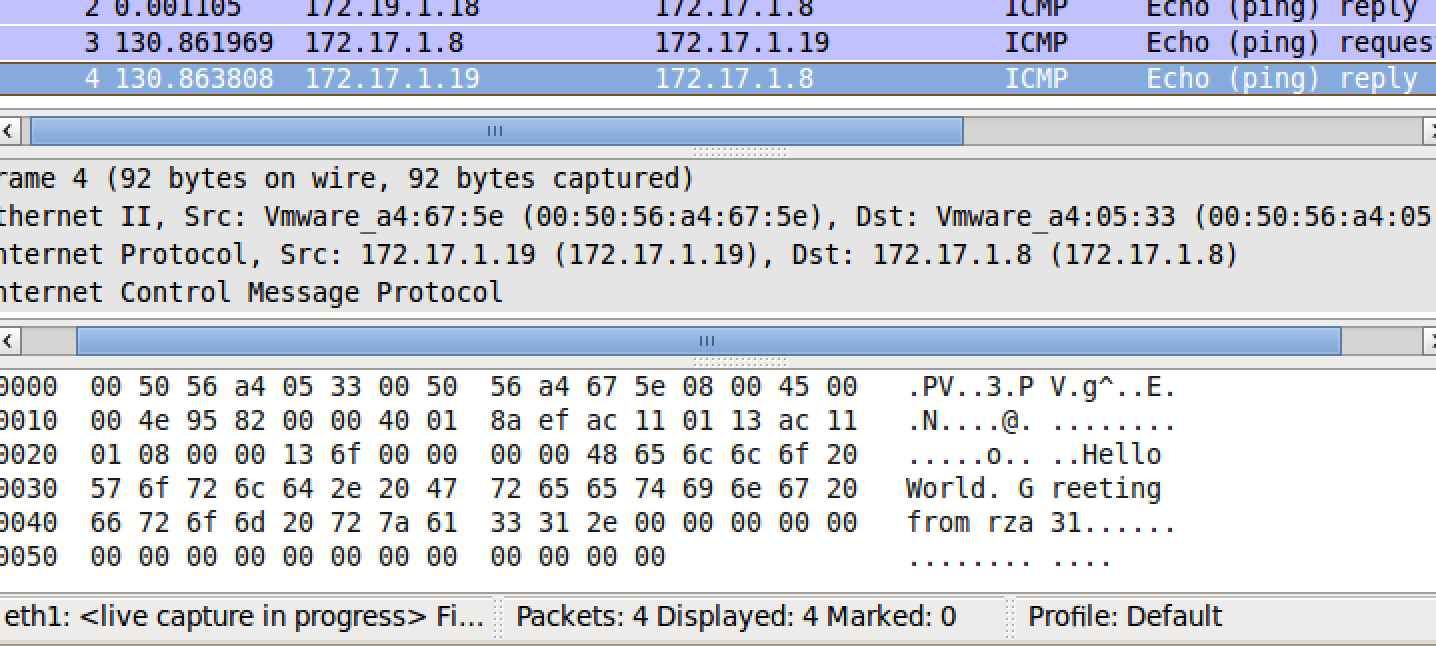 2 0.001105 172.19.1.18 172.17.1.8 ICMP Echo (ping) reply
3 130.861969 172.17.1.8 172.17.1.19 ICMP Echo (ping) reques
4 130.863808 172.17.1.19 172.17.1.8 ICMP Echo (ping) reply
rame 4 (92 bytes on wire, 92 bytes captured)
thernet II, Src: Vmware_a4:67:5e (00:50:56:a4:67:5e), Dst: Vmware_a4:05:33 (00:50:56:a4:05
nternet Protocol, Src: 172.17.1.19 (172.17.1.19), Dst: 172.17.1.8 (172.17.1.8)
nternet Control Message Protocol
0000 00 50 56 a4 05 33 00 50 56 a4 67 5e 08 00 45 00 .PV..3.P V.g^..E.
0010 00 4e 95 82 00 00 40 01 8a ef ac 11 01 13 ac 11 .N....@. ........
0020 01 08 00 00 13 6f 00 00 00 00 48 65 6c 6c 6f 20 .....o.. ..Hello
0030 57 6f 72 6c 64 2e 20 47 72 65 65 74 69 6e 67 20 World. G reeting
0040 66 72 6f 6d 20 72 7a 61 33 31 2e 00 00 00 00 00 from rza 31......
0050 00 00 00 00 00 00 00 00 00 00 00 00 ........ ....
eth1: <live capture in progress> Fi... Packets: 4 Displayed: 4 Marked: 0 Profile: Default